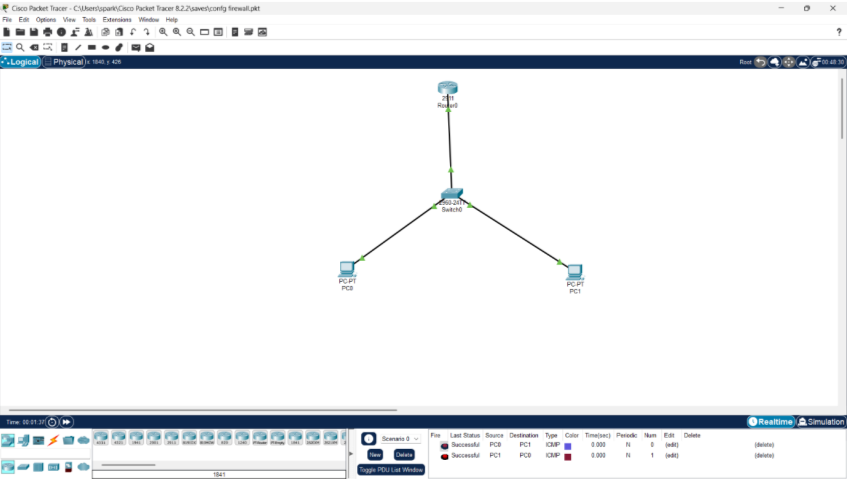 Cisco Packet Tracer - C:\Users\spark\Cisco Packet Tracer 8.2.2\saves\confg firewall.pkt
File Edit Options View Tools Extensions Window Help
?
Logical Physical x: 1640, y: 426 Root 00:48:30
2911
Router0
2960-24TT
Switch0
PC-PT
PC0
PC-PT
PC1
Time: 00:01:37 Realtime Simulation
Scenario 0 Fire Last Status Source Destination Type Color Time(sec) Periodic Num Edit Delete
Successful PC0 PC1 ICMP 0.000 N 0 (edit) (delete)
New Delete Successful PC1 PC0 ICMP 0.000 N 1 (edit) (delete)
Toggle PDU List Window
1841